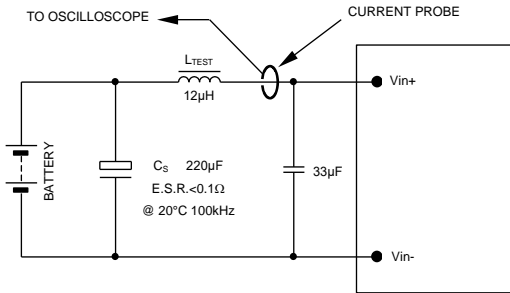 TO OSCILLOSCOPE
CURRENT PROBE
LTEST
12µH
Vin+
BATTERY
CS 220µF
E.S.R.<0.1Ω
@ 20°C 100kHz
33µF
Vin-